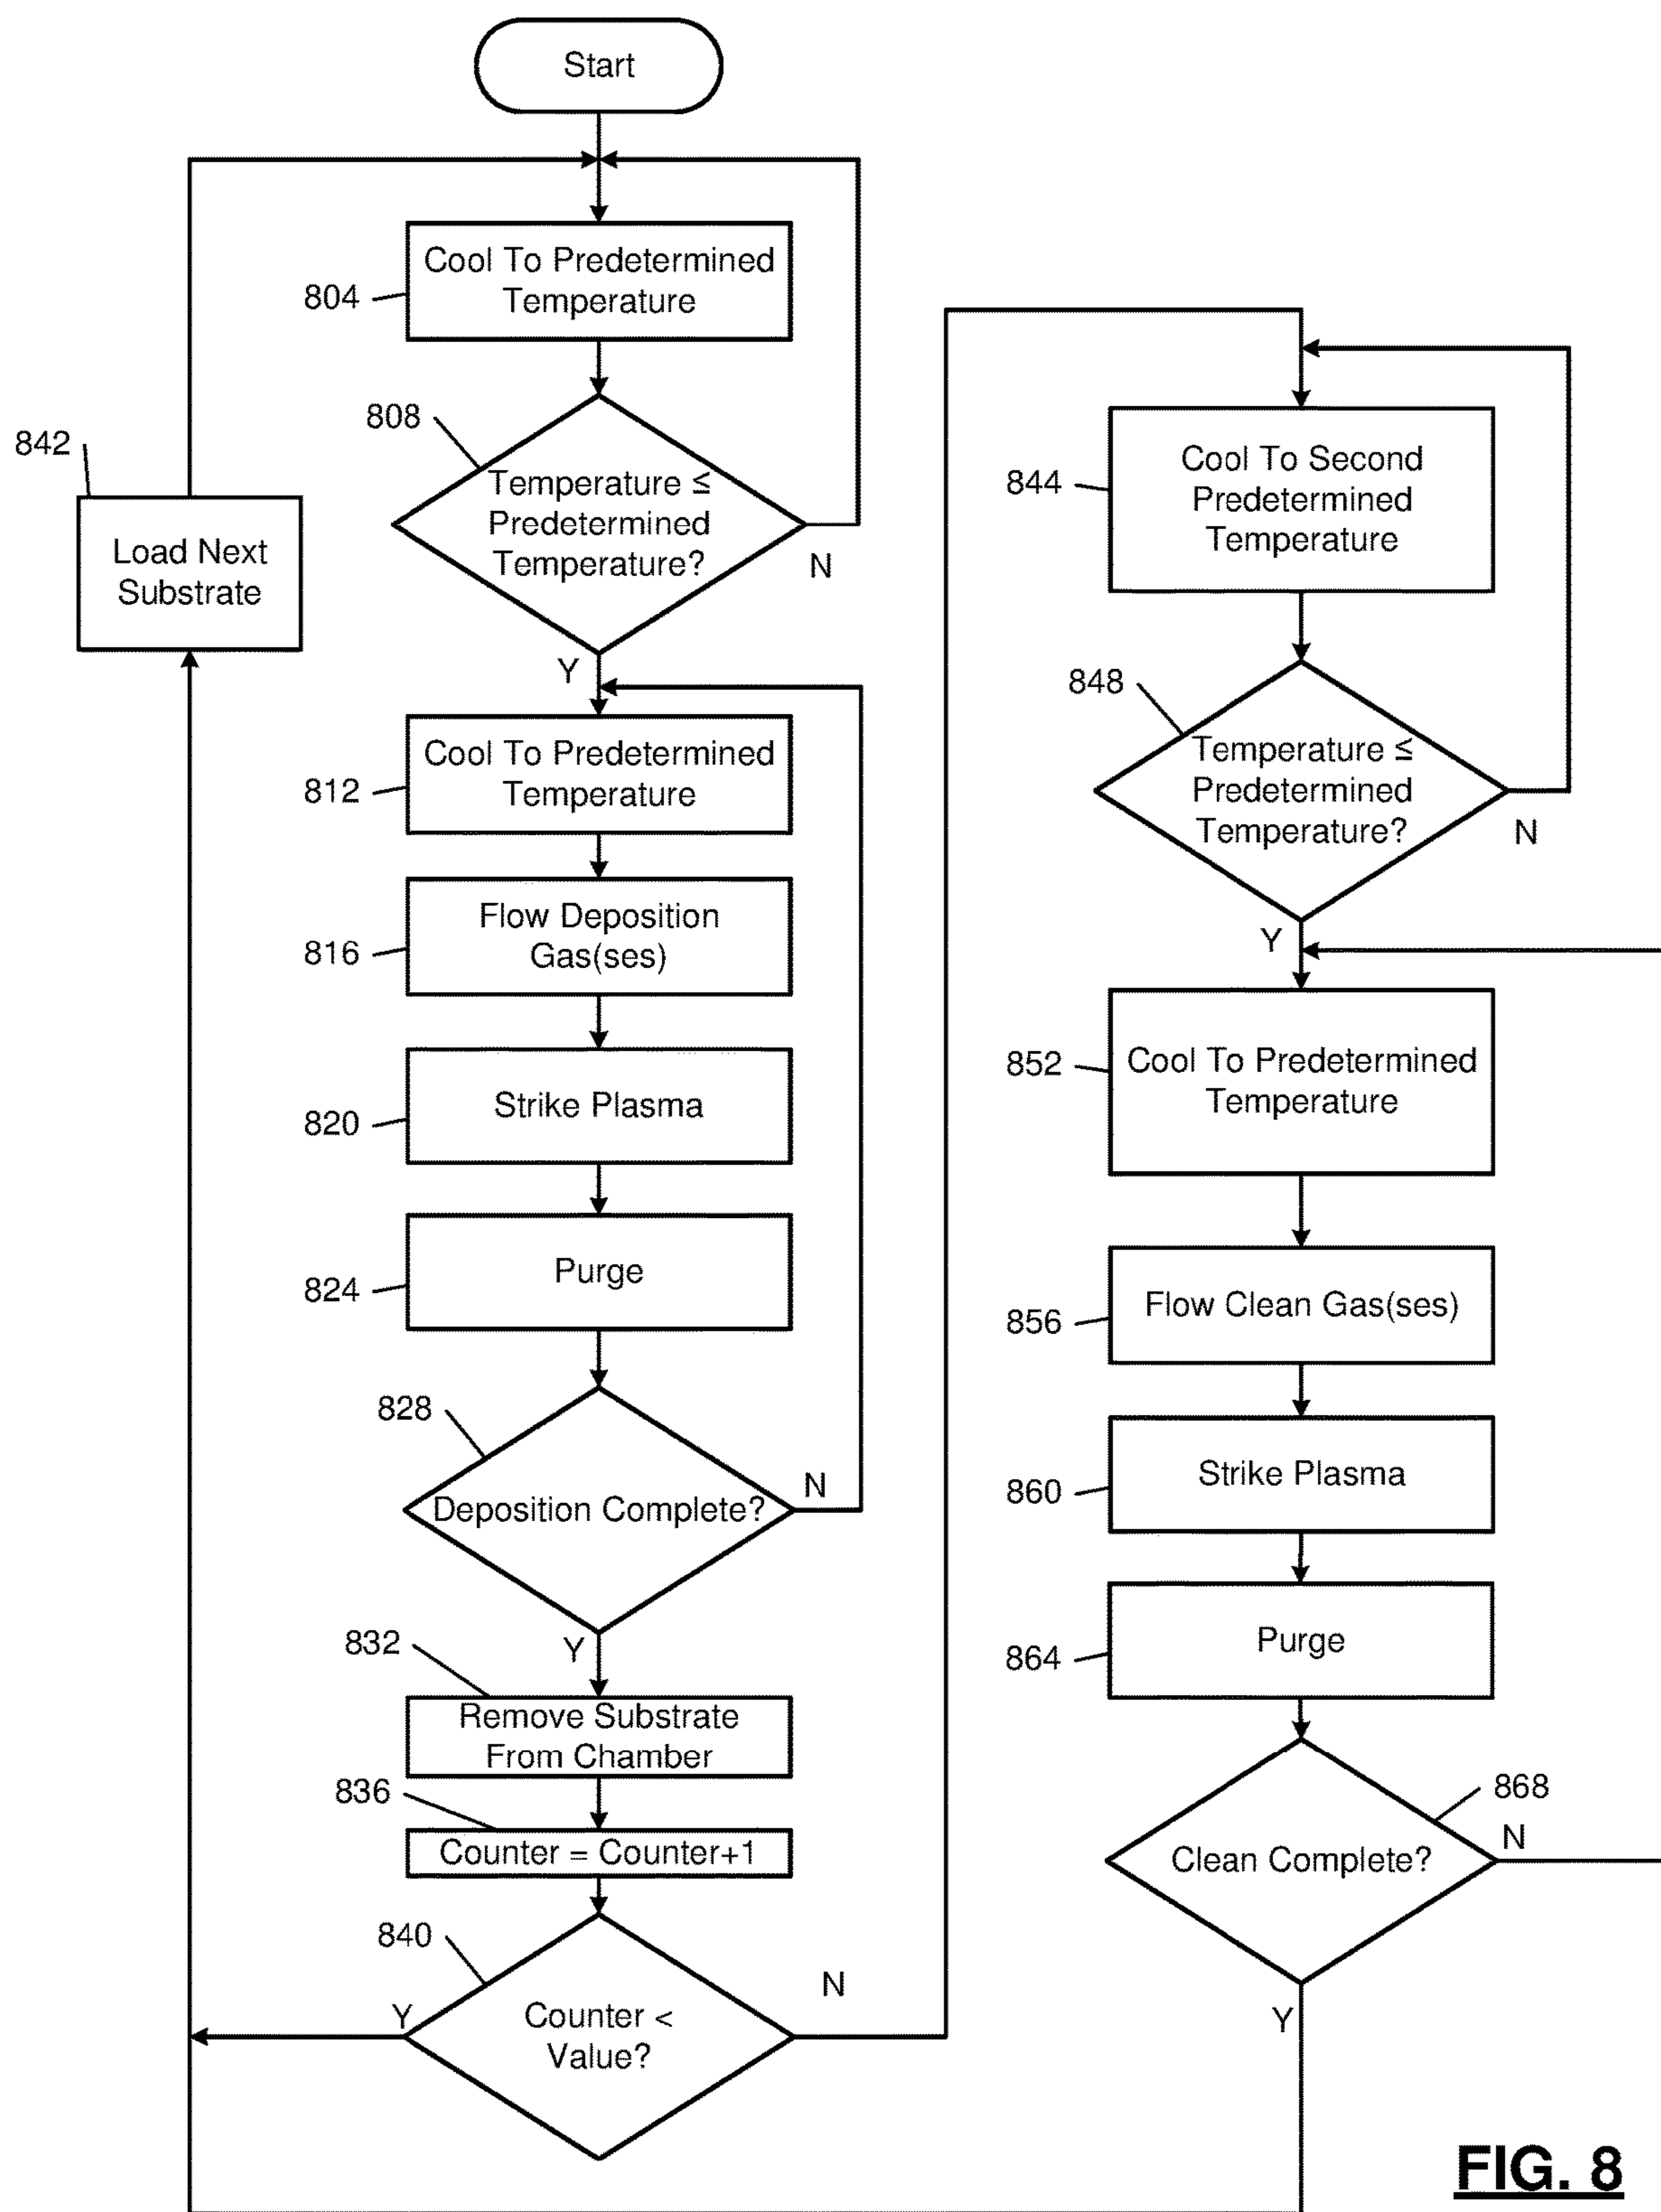 Start
Cool To Predetermined
Temperature
804
808
Temperature ≤
Predetermined
Temperature?
N
Y
842
Load Next
Substrate
Cool To Predetermined
Temperature
812
Flow Deposition
Gas(ses)
816
Strike Plasma
820
Purge
824
828
Deposition Complete?
N
Y
832
Remove Substrate
From Chamber
836
Counter = Counter+1
840
Counter <
Value?
Y
N
Cool To Second
Predetermined
Temperature
844
848
Temperature ≤
Predetermined
Temperature?
N
Y
852
Cool To Predetermined
Temperature
856
Flow Clean Gas(ses)
860
Strike Plasma
864
Purge
868
Clean Complete?
N
Y
FIG. 8